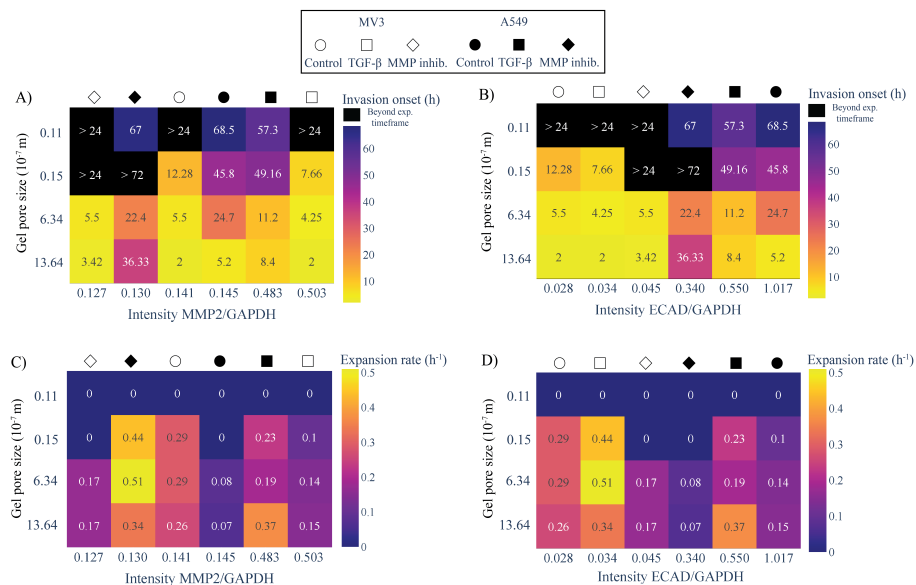 MV3 A549
Control TGF-β MMP inhib. Control TGF-β MMP inhib.
A) Invasion onset (h)
Beyond exp.
timeframe
Gel pore size (10⁻⁷ m)
0.11 > 24 67 > 24 68.5 57.3 > 24
0.15 > 24 > 72 12.28 45.8 49.16 7.66
6.34 5.5 22.4 5.5 24.7 11.2 4.25
13.64 3.42 36.33 2 5.2 8.4 2
0.127 0.130 0.141 0.145 0.483 0.503
Intensity MMP2/GAPDH
60
50
40
30
20
10
B) Invasion onset (h)
Beyond exp.
timeframe
Gel pore size (10⁻⁷ m)
0.11 > 24 > 24 > 24 67 57.3 68.5
0.15 12.28 7.66 > 24 > 72 49.16 45.8
6.34 5.5 4.25 5.5 22.4 11.2 24.7
13.64 2 2 3.42 36.33 8.4 5.2
0.028 0.034 0.045 0.340 0.550 1.017
Intensity ECAD/GAPDH
60
50
40
30
20
10
C) Expansion rate (h⁻¹)
Gel pore size (10⁻⁷ m)
0.11 0 0 0 0 0 0
0.15 0 0.44 0.29 0 0.23 0.1
6.34 0.17 0.51 0.29 0.08 0.19 0.14
13.64 0.17 0.34 0.26 0.07 0.37 0.15
0.127 0.130 0.141 0.145 0.483 0.503
Intensity MMP2/GAPDH
0.5
0.4
0.3
0.2
0.1
0
D) Expansion rate (h⁻¹)
Gel pore size (10⁻⁷ m)
0.11 0 0 0 0 0 0
0.15 0.29 0.44 0 0 0.23 0.1
6.34 0.29 0.51 0.17 0.08 0.19 0.14
13.64 0.26 0.34 0.17 0.07 0.37 0.15
0.028 0.034 0.045 0.340 0.550 1.017
Intensity ECAD/GAPDH
0.5
0.4
0.3
0.2
0.1
0